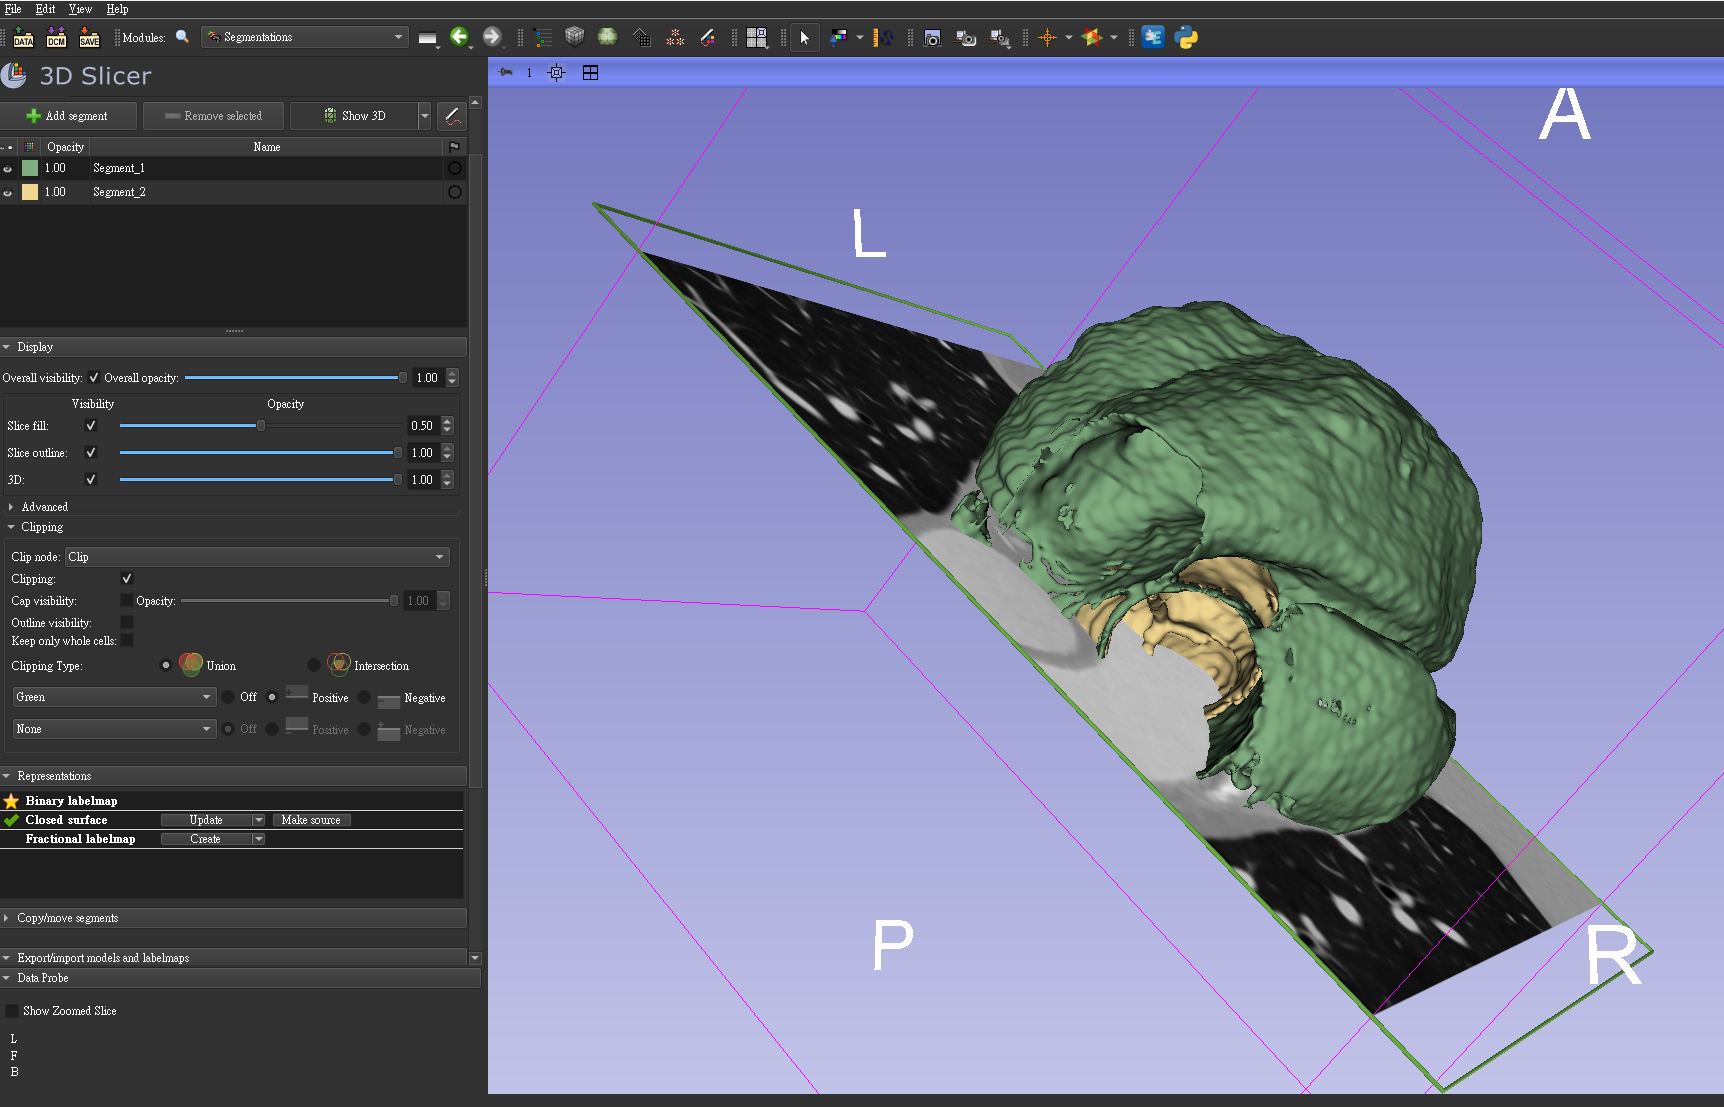 File Edit View Help
DATA DCM SAVE Modules: Segmentations
3D Slicer
1
Add segment Remove selected Show 3D
Opacity Name
1.00 Segment_1
1.00 Segment_2
Display
Overall visibility: Overall opacity: 1.00
Visibility Opacity
Slice fill: 0.50
Slice outline: 1.00
3D: 1.00
Advanced
Clipping
Clip node: Clip
Clipping:
Cap visibility: Opacity: 1.00
Outline visibility:
Keep only whole cells:
Clipping Type: Union Intersection
Green Off Positive Negative
None Off Positive Negative
Representations
Binary labelmap
Closed surface Update Make source
Fractional labelmap Create
Copy/move segments
Export/import models and labelmaps
Data Probe
Show Zoomed Slice
L
F
B
A
L
P
R